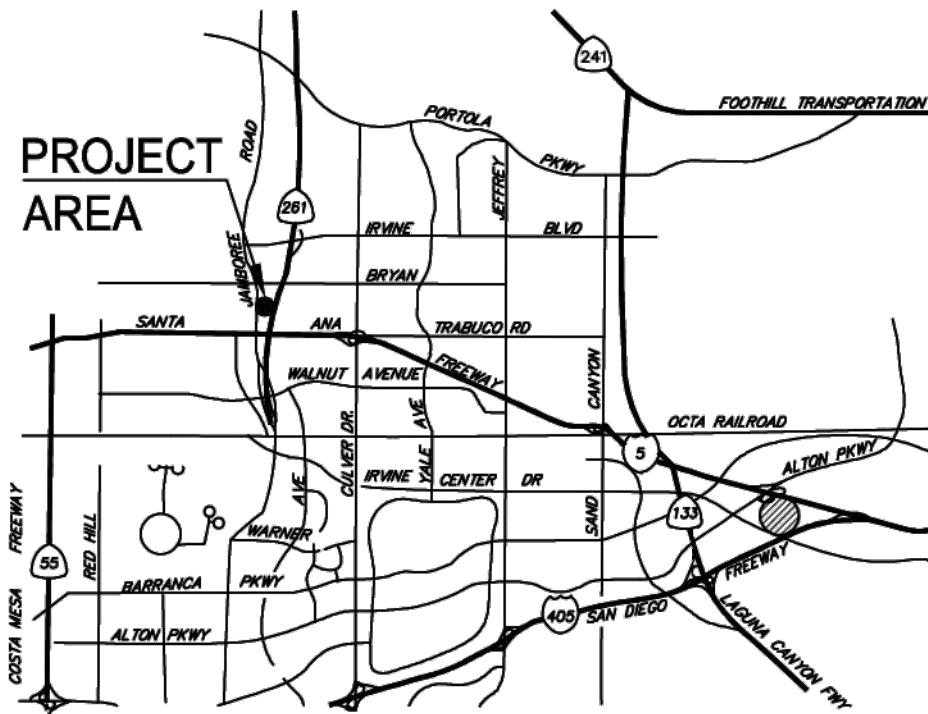 241
FOOTHILL TRANSPORTATION
PORTOLA
PKWY
ROAD
PROJECT
AREA
JEFFREY
261
IRVINE BLVD
JAMBOREE
BRYAN
SANTA ANA
TRABUCO RD
FREEWAY
CANYON
WALNUT AVENUE
OCTA RAILROAD
CULVER DR.
YALE AVE
5
ALTON PKWY
IRVINE CENTER DR
AVE
SAND
133
WARNER
RED HILL
COSTA MESA FREEWAY
55
FREEWAY
BARRANCA PKWY
405
SAN DIEGO
LAGUNA CANYON FWY
ALTON PKWY